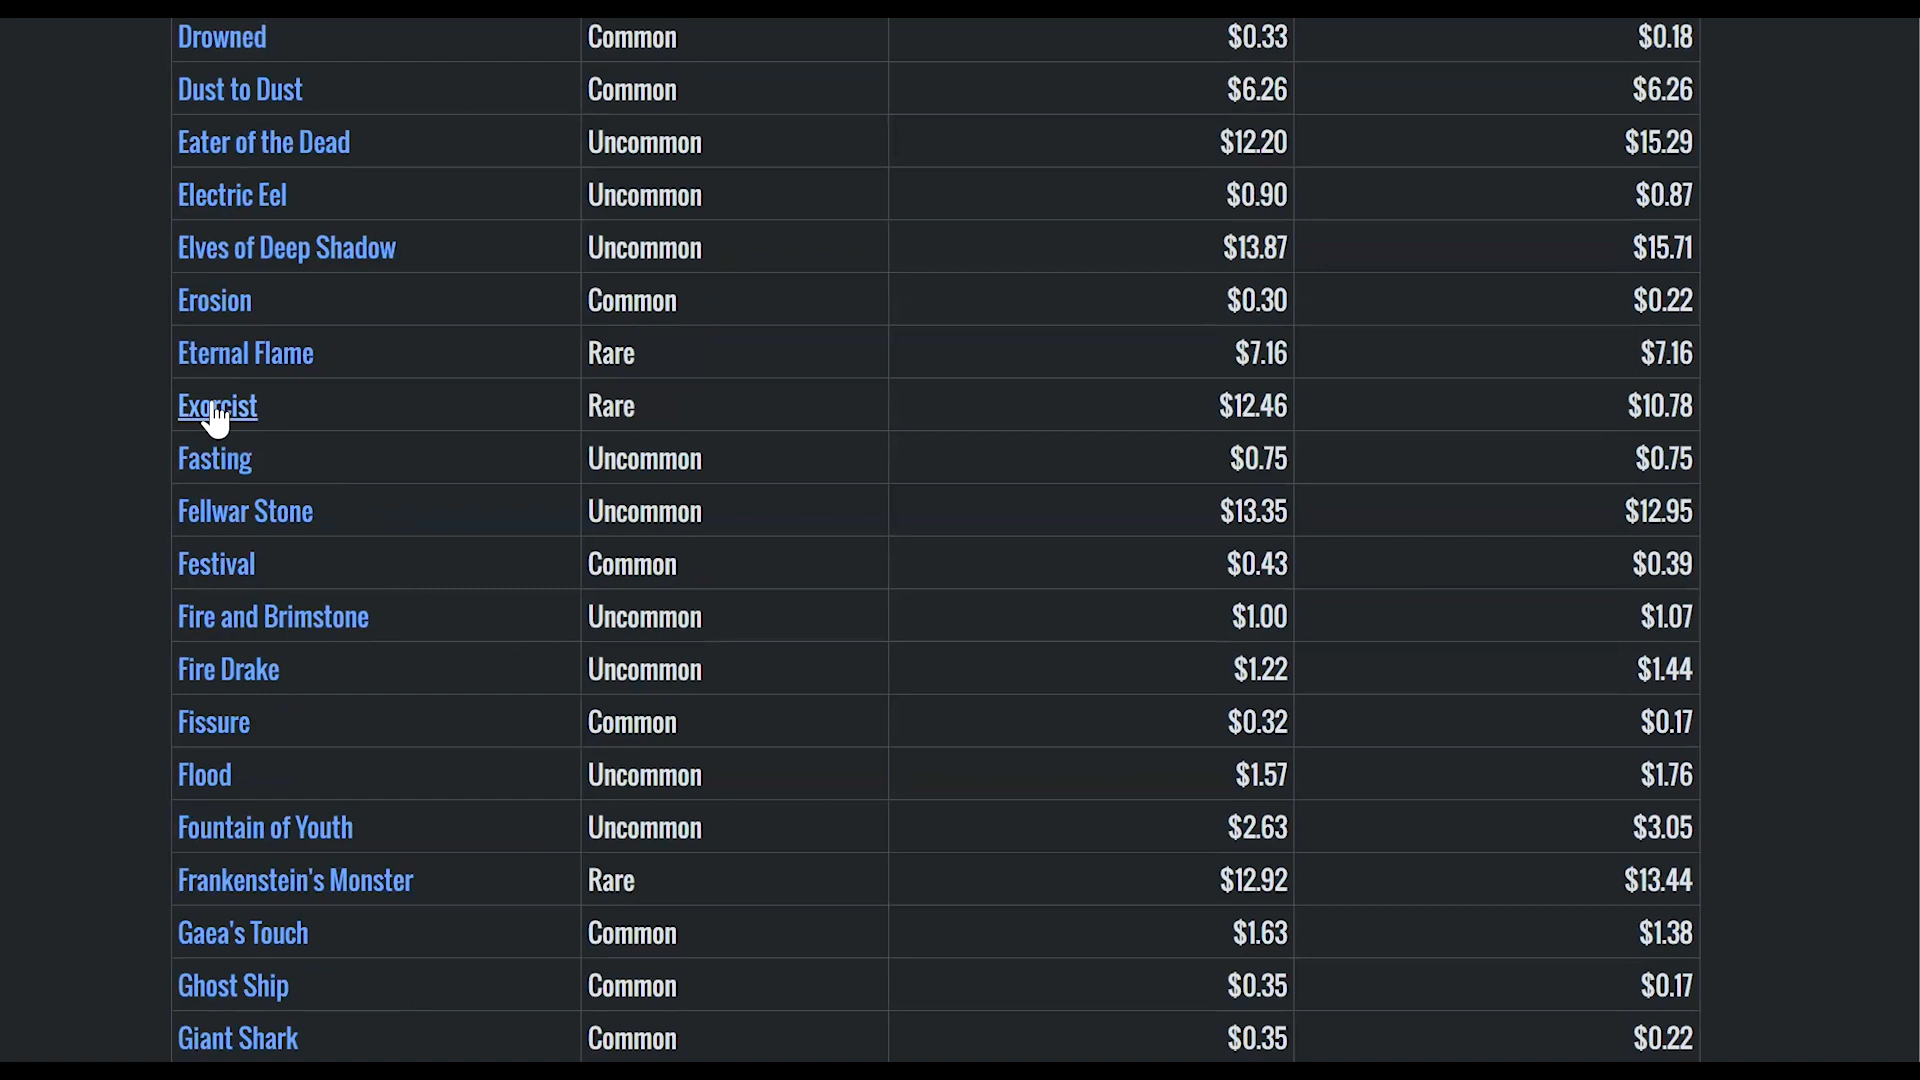 Drowned Common $0.33 $0.18
Dust to Dust Common $6.26 $6.26
Eater of the Dead Uncommon $12.20 $15.29
Electric Eel Uncommon $0.90 $0.87
Elves of Deep Shadow Uncommon $13.87 $15.71
Erosion Common $0.30 $0.22
Eternal Flame Rare $7.16 $7.16
Exorcist Rare $12.46 $10.78
Fasting Uncommon $0.75 $0.75
Fellwar Stone Uncommon $13.35 $12.95
Festival Common $0.43 $0.39
Fire and Brimstone Uncommon $1.00 $1.07
Fire Drake Uncommon $1.22 $1.44
Fissure Common $0.32 $0.17
Flood Uncommon $1.57 $1.76
Fountain of Youth Uncommon $2.63 $3.05
Frankenstein's Monster Rare $12.92 $13.44
Gaea's Touch Common $1.63 $1.38
Ghost Ship Common $0.35 $0.17
Giant Shark Common $0.35 $0.22